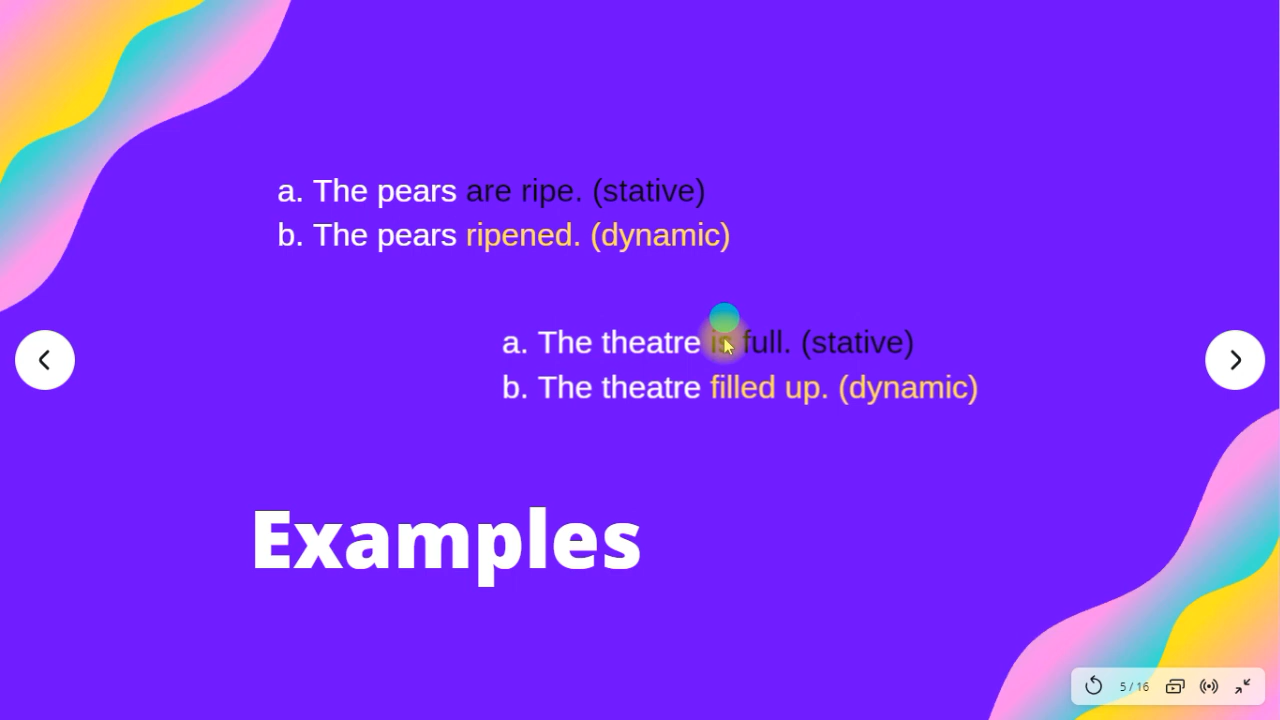 a. The pears are ripe. (stative)
b. The pears ripened. (dynamic)
a. The theatre is full. (stative)
b. The theatre filled up. (dynamic)
Examples
5 / 16